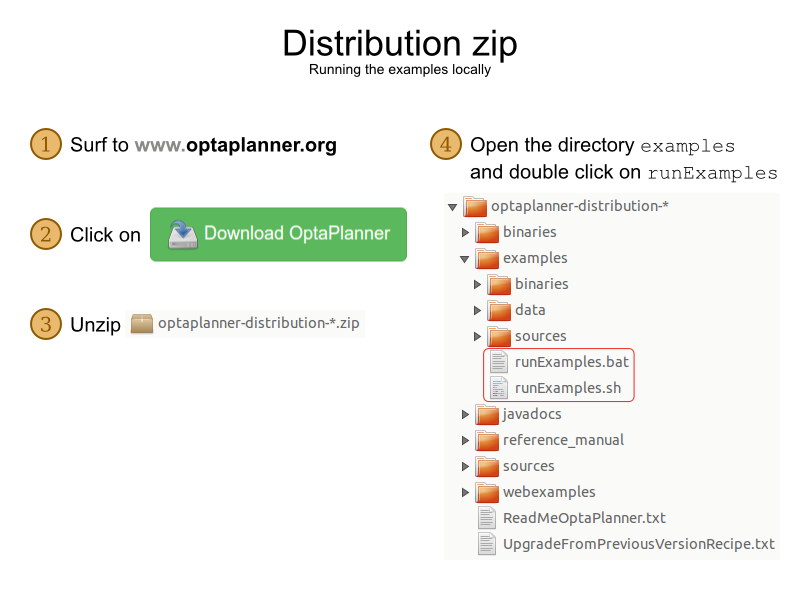 Distribution zip
Running the examples locally
1 Surf to www.optaplanner.org
2 Click on Download OptaPlanner
3 Unzip optaplanner-distribution-*.zip
4 Open the directory examples
and double click on runExamples
optaplanner-distribution-*
binaries
examples
binaries
data
sources
runExamples.bat
runExamples.sh
javadocs
reference_manual
sources
webexamples
ReadMeOptaPlanner.txt
UpgradeFromPreviousVersionRecipe.txt